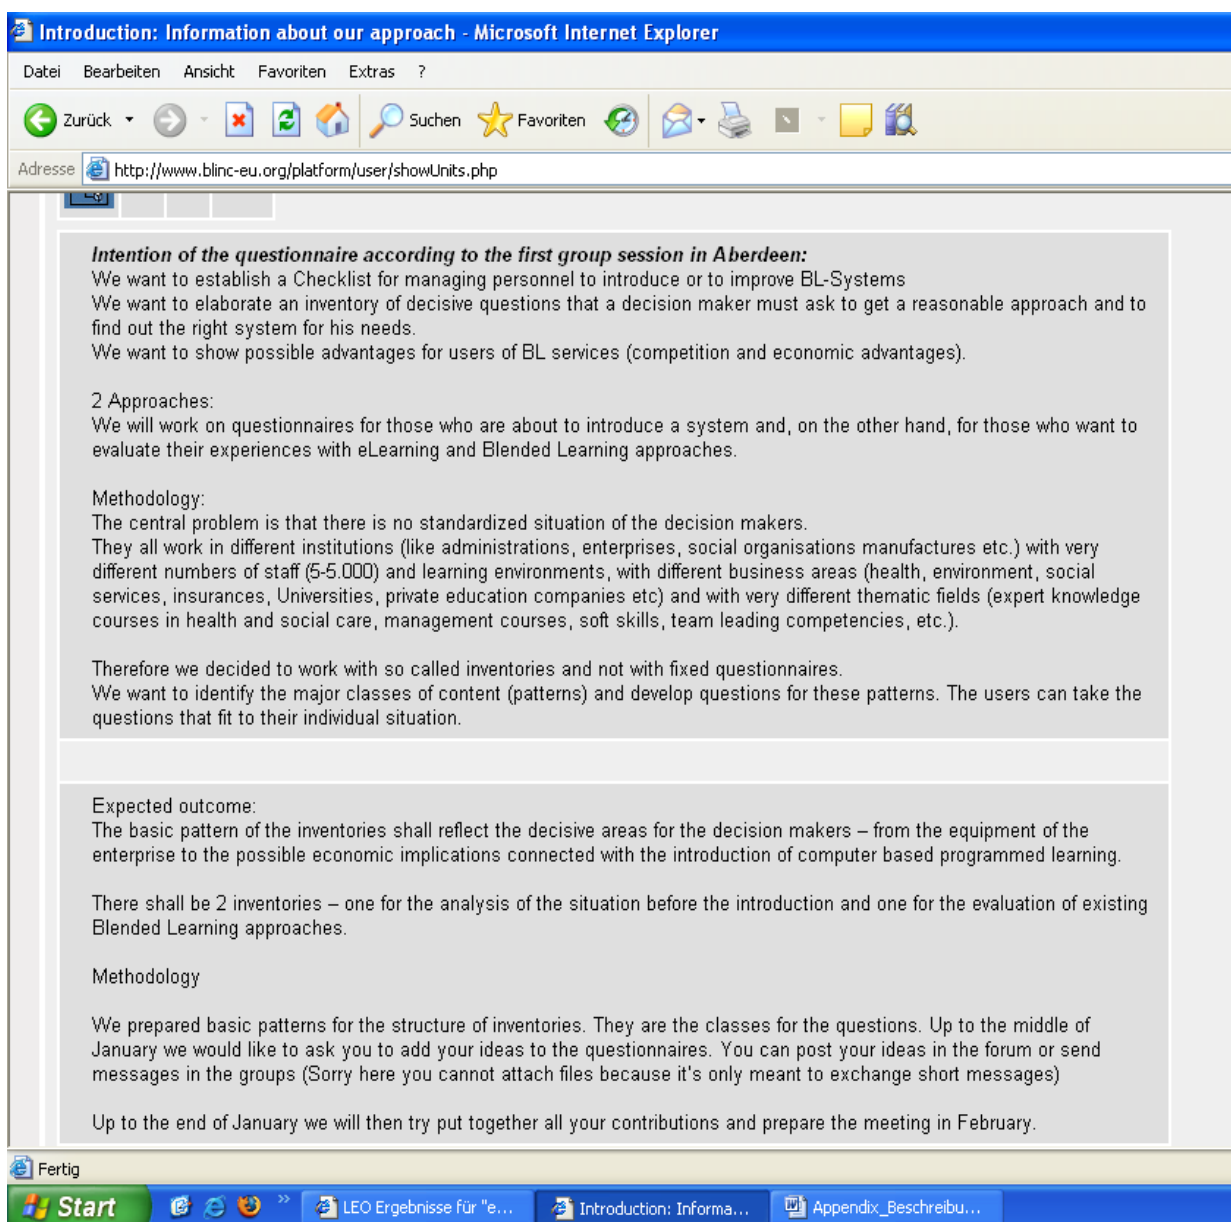 Introduction: Information about our approach - Microsoft Internet Explorer
Datei Bearbeiten Ansicht Favoriten Extras ?
Zurück Suchen Favoriten
Adresse http://www.blinc-eu.org/platform/user/showUnits.php
Intention of the questionnaire according to the first group session in Aberdeen:
We want to establish a Checklist for managing personnel to introduce or to improve BL-Systems
We want to elaborate an inventory of decisive questions that a decision maker must ask to get a reasonable approach and to
find out the right system for his needs.
We want to show possible advantages for users of BL services (competition and economic advantages).
2 Approaches:
We will work on questionnaires for those who are about to introduce a system and, on the other hand, for those who want to
evaluate their experiences with eLearning and Blended Learning approaches.
Methodology:
The central problem is that there is no standardized situation of the decision makers.
They all work in different institutions (like administrations, enterprises, social organisations manufactures etc.) with very
different numbers of staff (5-5.000) and learning environments, with different business areas (health, environment, social
services, insurances, Universities, private education companies etc) and with very different thematic fields (expert knowledge
courses in health and social care, management courses, soft skills, team leading competencies, etc.).
Therefore we decided to work with so called inventories and not with fixed questionnaires.
We want to identify the major classes of content (patterns) and develop questions for these patterns. The users can take the
questions that fit to their individual situation.
Expected outcome:
The basic pattern of the inventories shall reflect the decisive areas for the decision makers – from the equipment of the
enterprise to the possible economic implications connected with the introduction of computer based programmed learning.
There shall be 2 inventories – one for the analysis of the situation before the introduction and one for the evaluation of existing
Blended Learning approaches.
Methodology
We prepared basic patterns for the structure of inventories. They are the classes for the questions. Up to the middle of
January we would like to ask you to add your ideas to the questionnaires. You can post your ideas in the forum or send
messages in the groups (Sorry here you cannot attach files because it's only meant to exchange short messages)
Up to the end of January we will then try put together all your contributions and prepare the meeting in February.
Fertig
Start » LEO Ergebnisse für "e... Introduction: Informa... Appendix_Beschreibu...